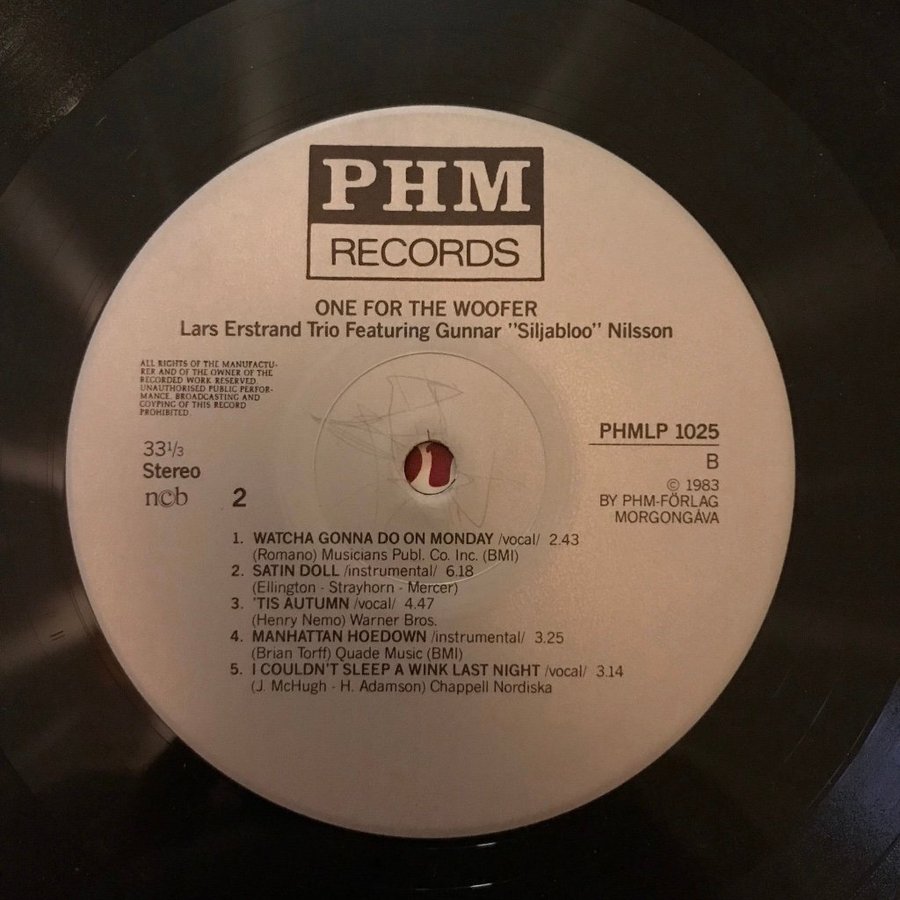 PHM
RECORDS
ONE FOR THE WOOFER
Lars Erstrand Trio Featuring Gunnar ”Siljabloo” Nilsson
ALL RIGHTS OF THE MANUFACTU-
RER AND OF THE OWNER OF THE
RECORDED WORK RESERVED.
UNAUTHORISED PUBLIC PERFOR-
MANCE, BROADCASTING AND
COYPING OF THIS RECORD
PROHIBITED
33 1/3
Stereo
ncb
2
PHMLP 1025
B
© 1983
BY PHM-FÖRLAG
MORGONGÅVA
1. WATCHA GONNA DO ON MONDAY /vocal/ 2.43
(Romano) Musicians Publ. Co. Inc. (BMI)
2. SATIN DOLL /instrumental/ 6.18
(Ellington - Strayhorn - Mercer)
3. 'TIS AUTUMN /vocal/ 4.47
(Henry Nemo) Warner Bros.
4. MANHATTAN HOEDOWN /instrumental/ 3.25
(Brian Torff) Quade Music (BMI)
5. I COULDN'T SLEEP A WINK LAST NIGHT /vocal/ 3.14
(J. McHugh - H. Adamson) Chappell Nordiska